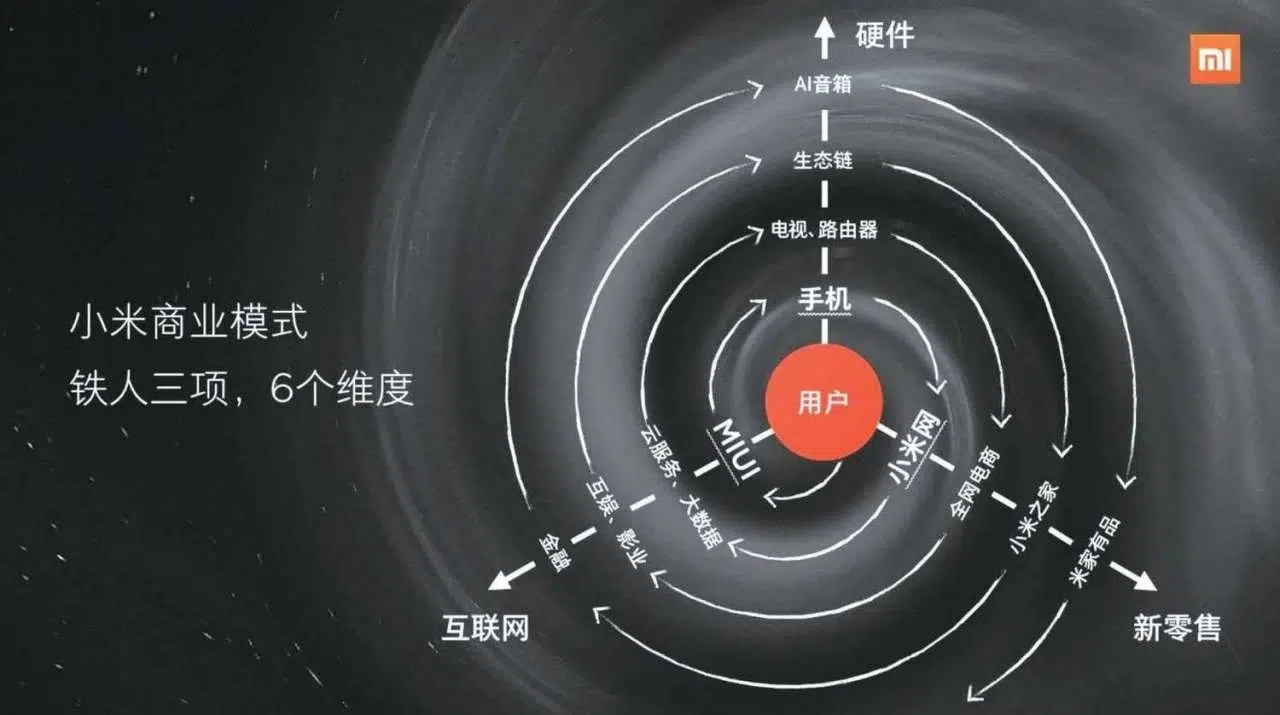 硬件
mi
AI音箱
生态链
电视、路由器
手机
小米商业模式
铁人三项，6个维度
用户
MIUI
云服务、大数据
互娱、影业
金融
互联网
小米网
全网电商
小米之家
米家有品
新零售